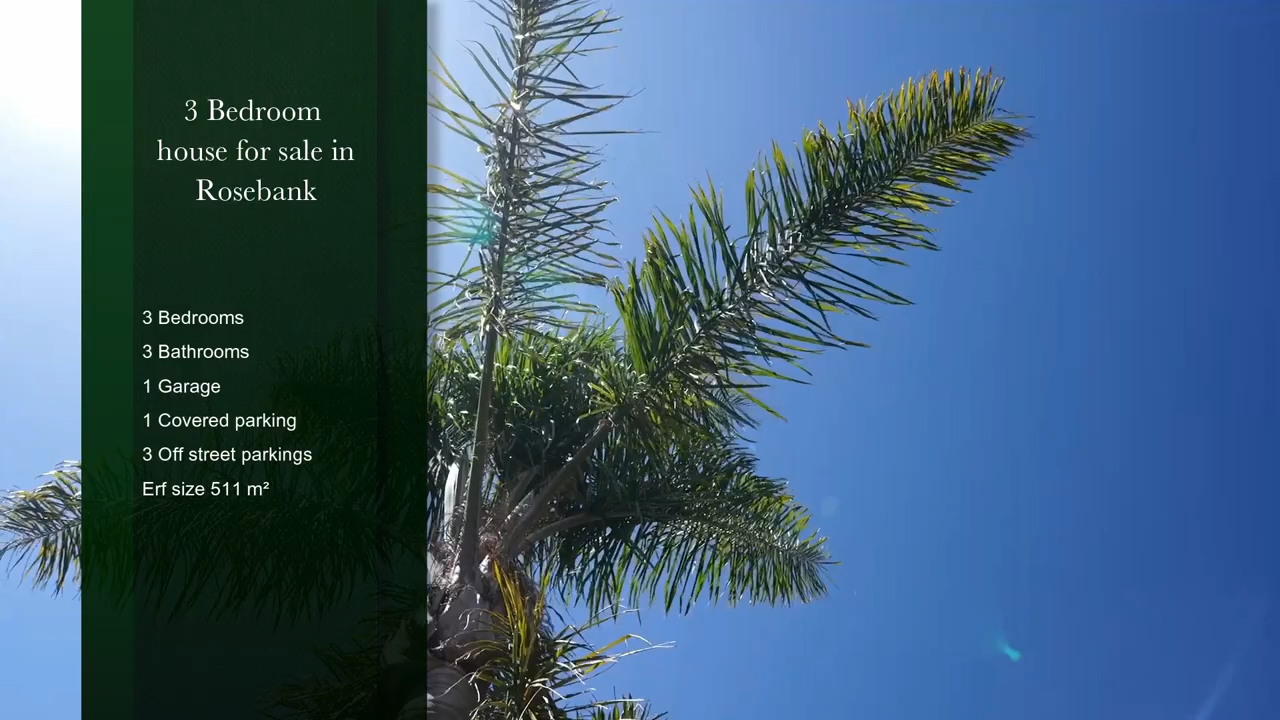 3 Bedroom
house for sale in
Rosebank
3 Bedrooms
3 Bathrooms
1 Garage
1 Covered parking
3 Off street parkings
Erf size 511 m²